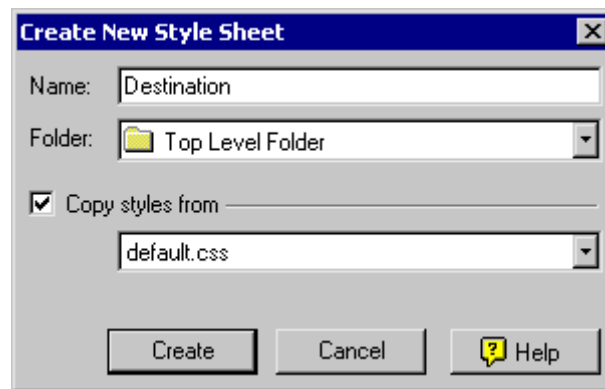 Create New Style Sheet
Name: Destination
Folder: Top Level Folder
Copy styles from
default.css
Create Cancel Help